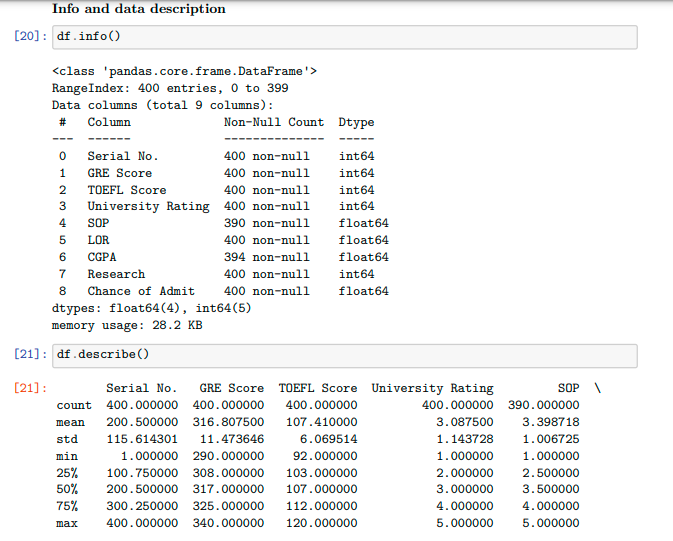 Info and data description
[20]: df.info()
<class 'pandas.core.frame.DataFrame'>
RangeIndex: 400 entries, 0 to 399
Data columns (total 9 columns):
 #   Column             Non-Null Count  Dtype
---  ------             --------------  -----
 0   Serial No.         400 non-null    int64
 1   GRE Score          400 non-null    int64
 2   TOEFL Score        400 non-null    int64
 3   University Rating  400 non-null    int64
 4   SOP                390 non-null    float64
 5   LOR                400 non-null    float64
 6   CGPA               394 non-null    float64
 7   Research           400 non-null    int64
 8   Chance of Admit    400 non-null    float64
dtypes: float64(4), int64(5)
memory usage: 28.2 KB
[21]: df.describe()
[21]:        Serial No.   GRE Score  TOEFL Score  University Rating         SOP  \
count  400.000000  400.000000   400.000000         400.000000  390.000000
mean   200.500000  316.807500   107.410000           3.087500    3.398718
std    115.614301   11.473646     6.069514           1.143728    1.006725
min      1.000000  290.000000    92.000000           1.000000    1.000000
25%    100.750000  308.000000   103.000000           2.000000    2.500000
50%    200.500000  317.000000   107.000000           3.000000    3.500000
75%    300.250000  325.000000   112.000000           4.000000    4.000000
max    400.000000  340.000000   120.000000           5.000000    5.000000